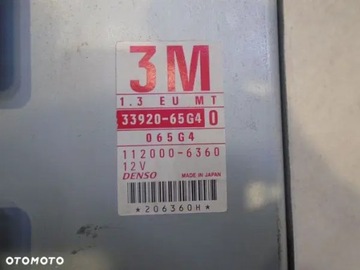 3M
1.3 EU MT
33920-65G4 0
065G4
112000-6360
12V
DENSO MADE IN JAPAN
*206360H*
OTOMOTO